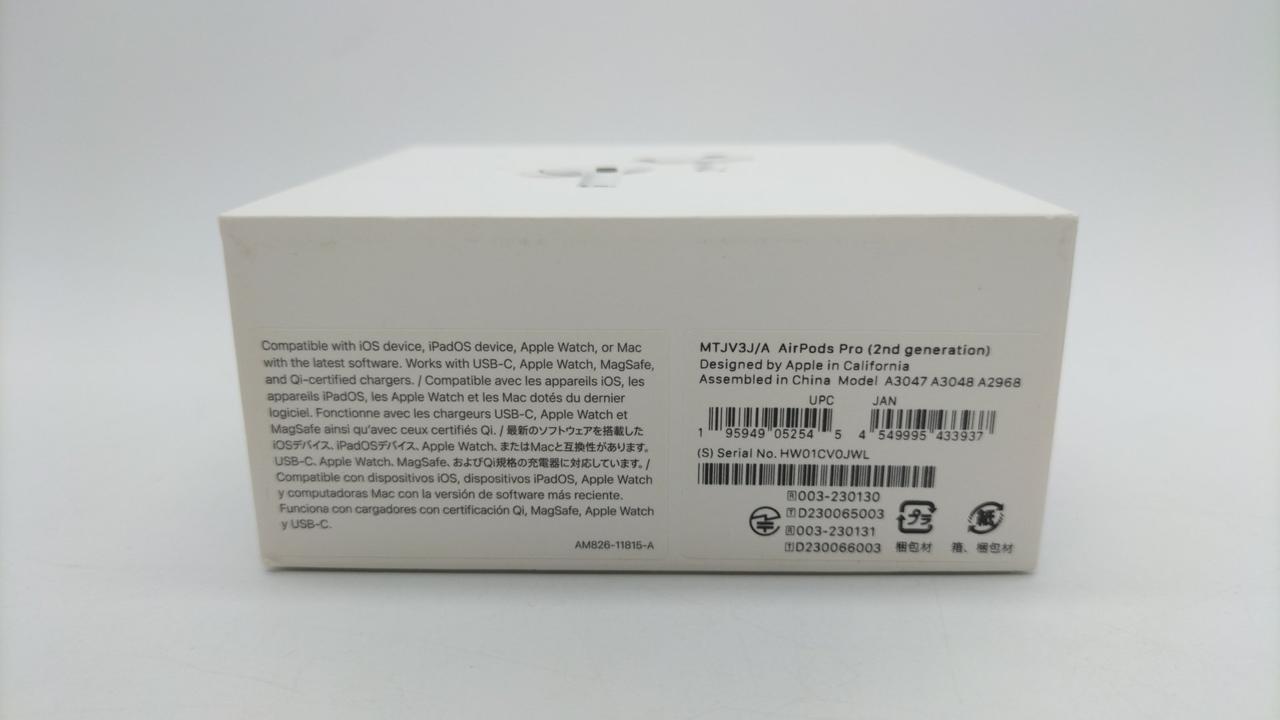 Compatible with iOS device, iPadOS device, Apple Watch, or Mac
with the latest software. Works with USB-C, Apple Watch, MagSafe,
and Qi-certified chargers. / Compatible avec les appareils iOS, les
appareils iPadOS, les Apple Watch et les Mac dotés du dernier
logiciel. Fonctionne avec les chargeurs USB-C, Apple Watch et
MagSafe ainsi qu'avec ceux certifiés Qi. / 最新のソフトウェアを搭載した
iOSデバイス、iPadOSデバイス、Apple Watch、またはMacと互換性があります。
USB-C、Apple Watch、MagSafe、およびQi規格の充電器に対応しています。/
Compatible con dispositivos iOS, dispositivos iPadOS, Apple Watch
y computadoras Mac con la versión de software más reciente.
Funciona con cargadores con certificación Qi, MagSafe, Apple Watch
y USB-C.
AM826-11815-A
MTJV3J/A AirPods Pro (2nd generation)
Designed by Apple in California
Assembled in China Model A3047 A3048 A2968
UPC JAN
1 95949 05254 5 4 549995 433937
(S) Serial No. HW01CV0JWL
R 003-230130
T D230065003
R 003-230131
T D230066003
プラ
梱包材
紙
箱、梱包材